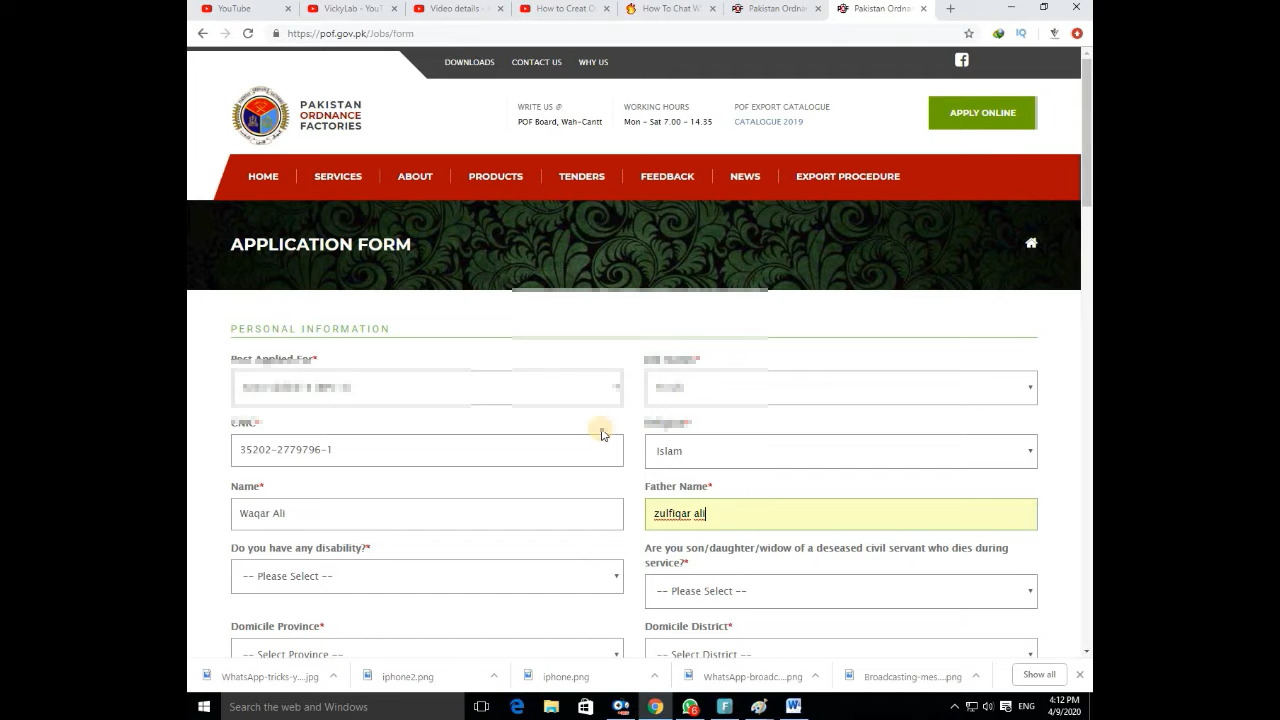 YouTube
VickyLab - YouT
Video details -
How to Creat O
How To Chat W
Pakistan Ordna
Pakistan Ordna
https://pof.gov.pk/Jobs/form
DOWNLOADS CONTACT US WHY US
PAKISTAN
ORDNANCE
FACTORIES
WRITE US @
POF Board, Wah-Cantt
WORKING HOURS
Mon - Sat 7.00 - 14.35
POF EXPORT CATALOGUE
CATALOGUE 2019
APPLY ONLINE
HOME SERVICES ABOUT PRODUCTS TENDERS FEEDBACK NEWS EXPORT PROCEDURE
APPLICATION FORM
PERSONAL INFORMATION
Post Applied For*
CNIC*
35202-2779796-1
Islam
Name*
Father Name*
Waqar Ali
zulfiqar ali
Do you have any disability?*
Are you son/daughter/widow of a deseased civil servant who dies during
service?*
-- Please Select --
-- Please Select --
Domicile Province*
Domicile District*
-- Select Province --
-- Select District --
WhatsApp-tricks-y....jpg
iphone2.png
iphone.png
WhatsApp-broadc....png
Broadcasting-mes....png
Show all
Search the web and Windows
ENG
4:12 PM
4/9/2020